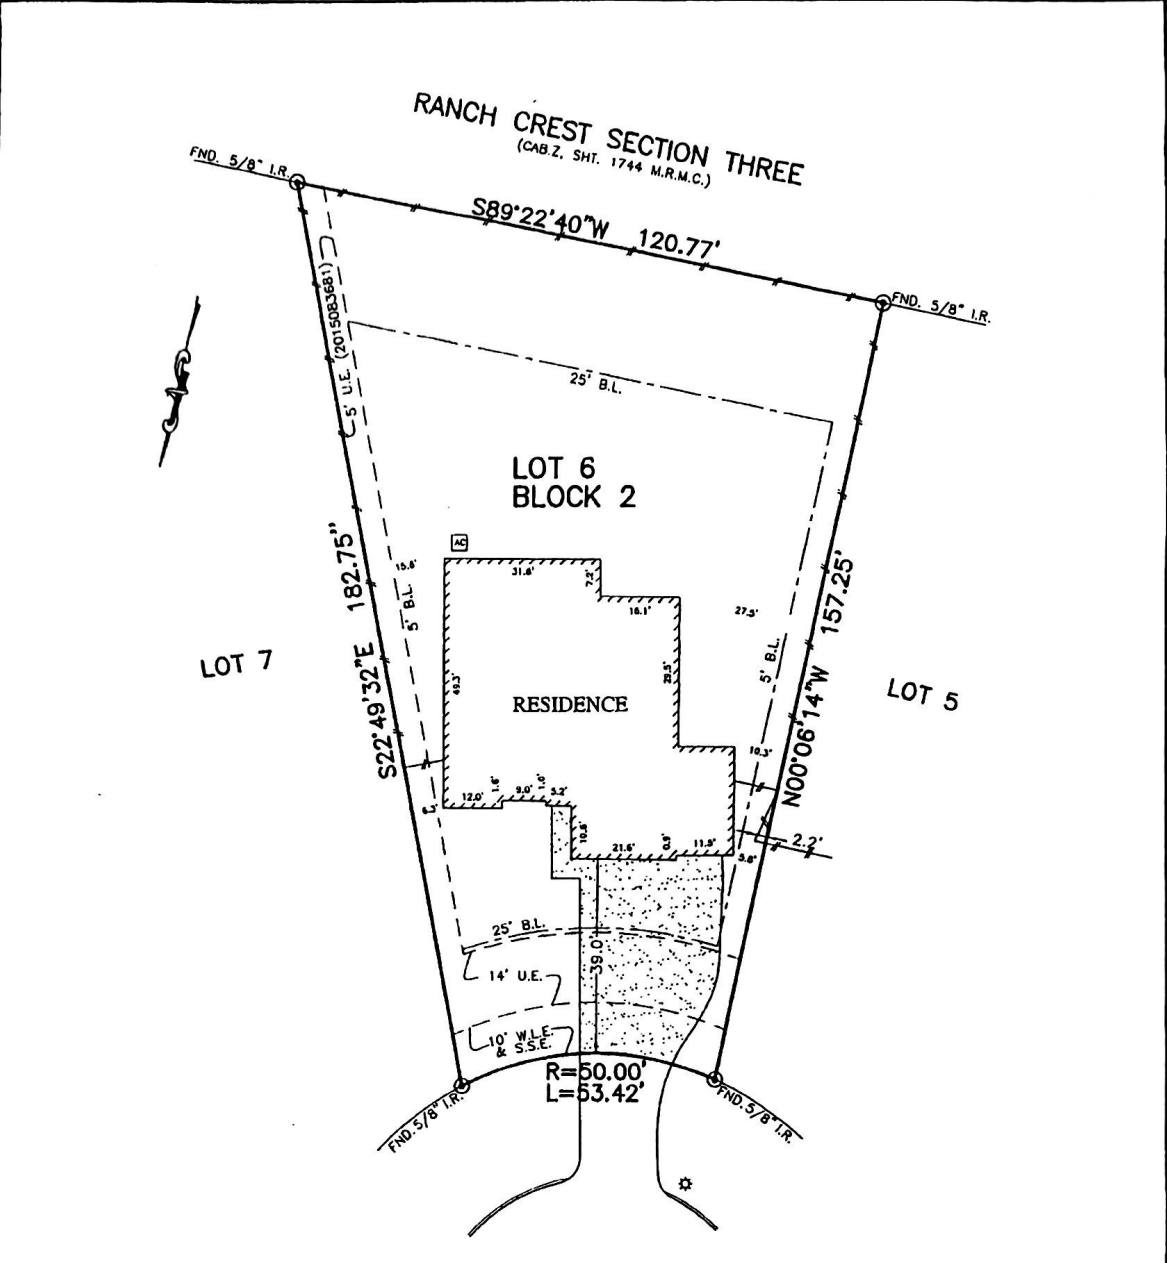 RANCH CREST SECTION THREE
(CAB.Z, SHT. 1744 M.R.M.C.)
FND. 5/8" I.R.
S89°22'40"W 120.77'
FND. 5/8" I.R.
5' U.E. (2015083681)
25' B.L.
LOT 6
BLOCK 2
AC
31.6'
7.2'
16.1'
15.6'
5' B.L.
27.5'
182.75"
S22°49'32"E
157.25'
N00°06'14"W
5' B.L.
LOT 7
49.3'
29.5'
RESIDENCE
LOT 5
10.3'
12.0'
1.6'
9.0'
1.0'
5.2'
10.8'
21.6'
0.9'
11.5'
5.8'
2.2'
25' B.L.
39.0'
14' U.E.
10' W.L.E.
& S.S.E.
R=50.00'
L=53.42'
FND. 5/8" I.R.
FND. 5/8" I.R.